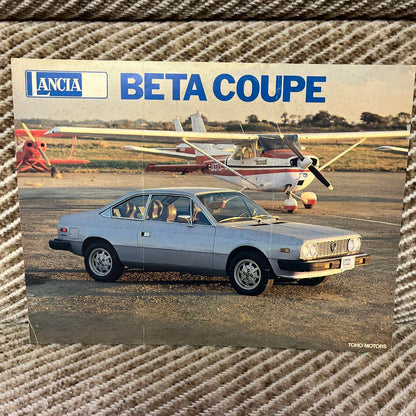 LANCIA
BETA COUPE
TOHO MOTORS